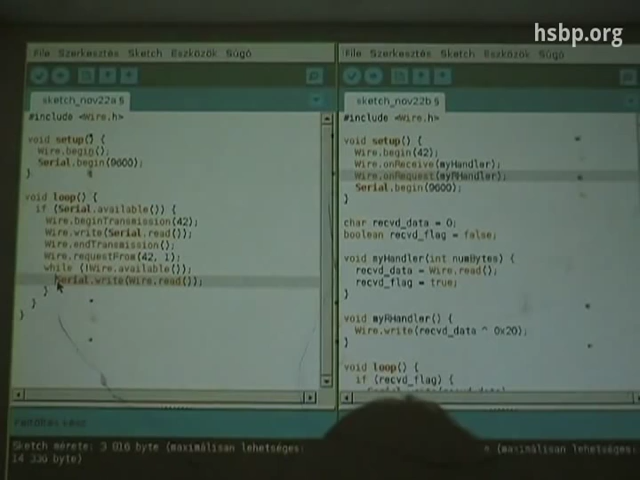 hsbp.org
File Szerkesztés Sketch Eszközök Súgó
sketch_nov22a §
#include <Wire.h>
void setup() {
Wire.begin();
Serial.begin(9600);
}
void loop() {
if (Serial.available()) {
Wire.beginTransmission(42);
Wire.write(Serial.read());
Wire.endTransmission();
Wire.requestFrom(42, 1);
while (!Wire.available());
Serial.write(Wire.read());
}
}
}
Sketch mérete: 3 816 byte (maximálisan lehetséges:
14 336 byte)
File Szerkesztés Sketch Eszközök Súgó
sketch_nov22b §
#include <Wire.h>
void setup() {
Wire.begin(42);
Wire.onReceive(myHandler);
Wire.onRequest(myRHandler);
Serial.begin(9600);
}
char recvd_data = 0;
boolean recvd_flag = false;
void myHandler(int numBytes) {
recvd_data = Wire.read();
recvd_flag = true;
}
void myRHandler() {
Wire.write(recvd_data ^ 0x20);
}
void loop() {
if (recvd_flag) {
(maximálisan lehetséges: